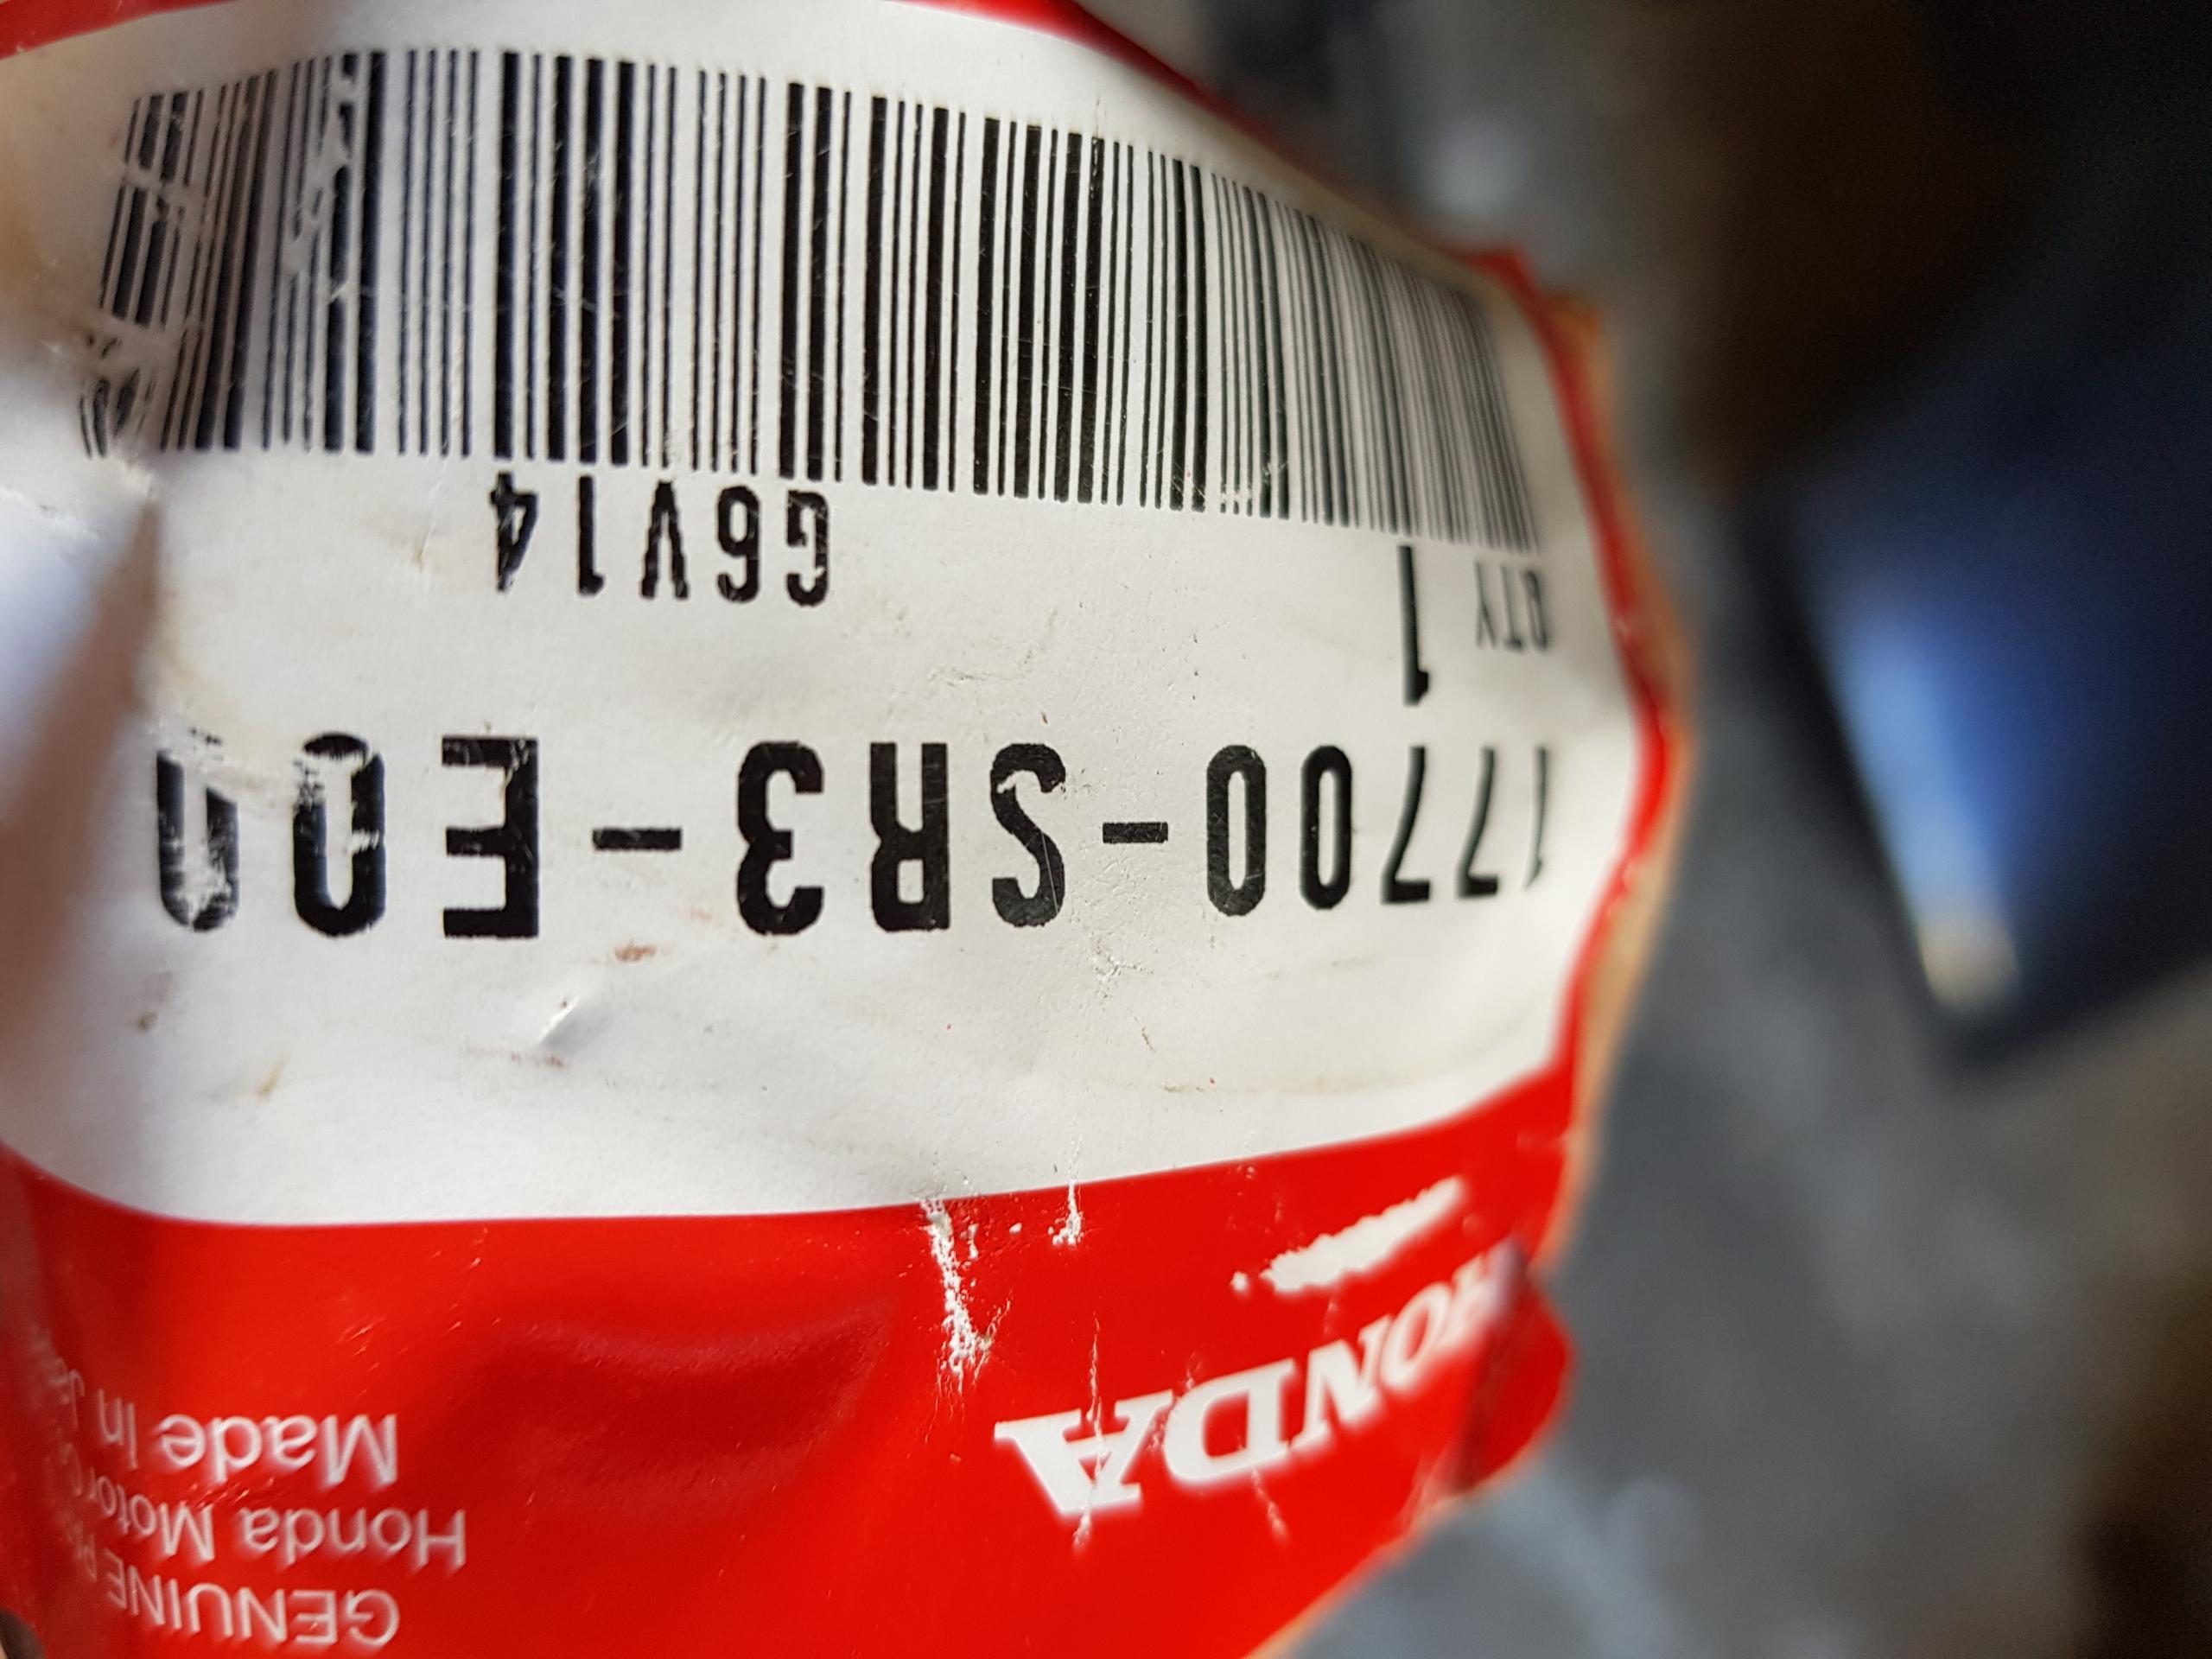 GENUINE
Honda Motor
Made in
HONDA
17700-SR3-E00
QTY 1 G6V14